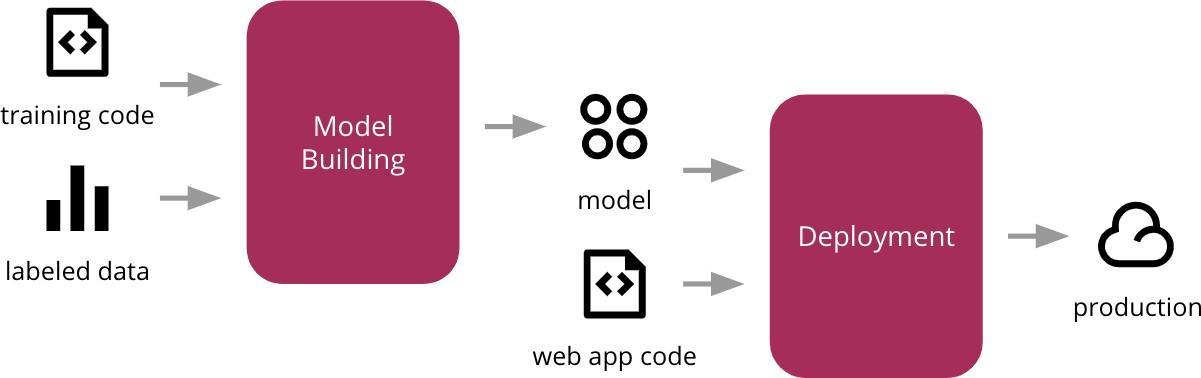 training code
labeled data
Model
Building
model
web app code
Deployment
production